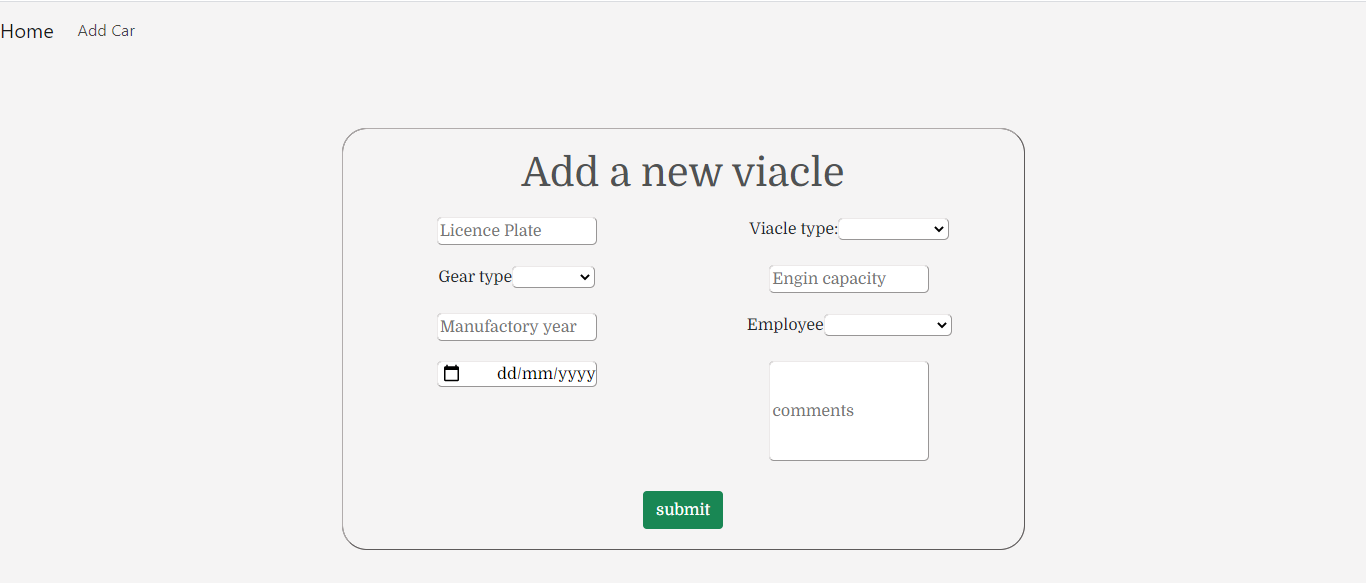 Home Add Car
Add a new viacle
Licence Plate
Viacle type:
Gear type
Engin capacity
Manufactory year
Employee
dd/mm/yyyy
comments
submit